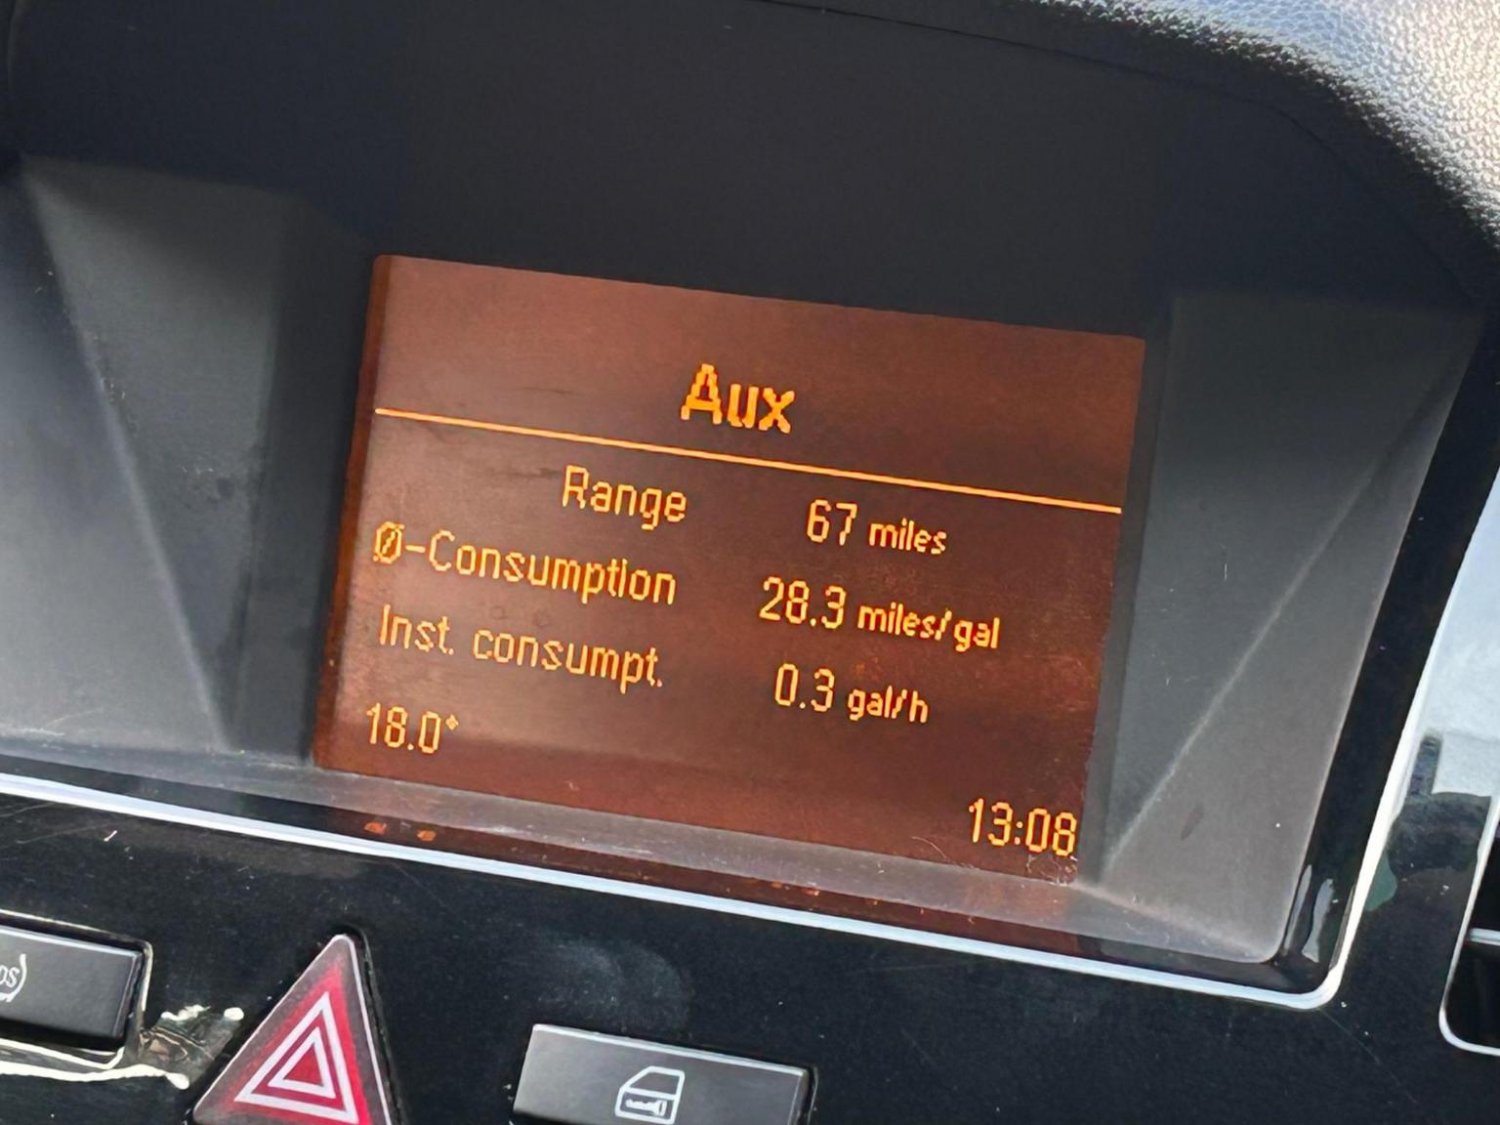 Aux
Range 67 miles
Ø-Consumption 28.3 miles/gal
Inst. consumpt. 0.3 gal/h
18.0°
13:08